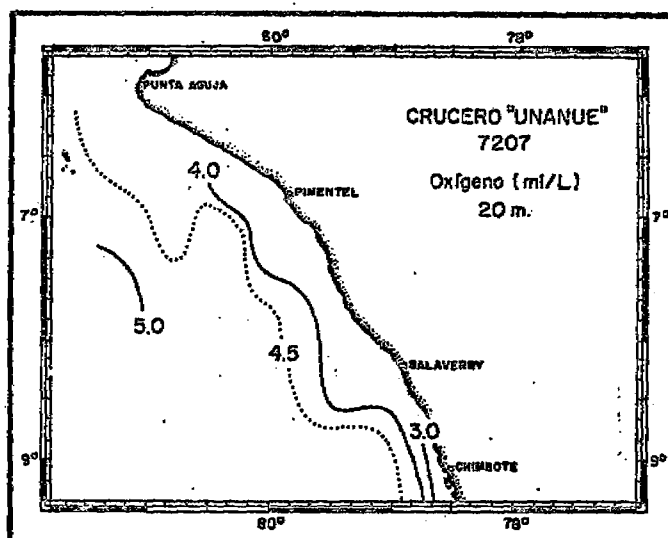 80° 79°
PUNTA AGUJA
CRUCERO "UNANUE"
7207
Oxígeno (ml/L)
20 m.
4.0
PIMENTEL
7° 7°
5.0
4.5
SALAVERRY
3.0
CHIMBOTE
9° 9°
80° 79°